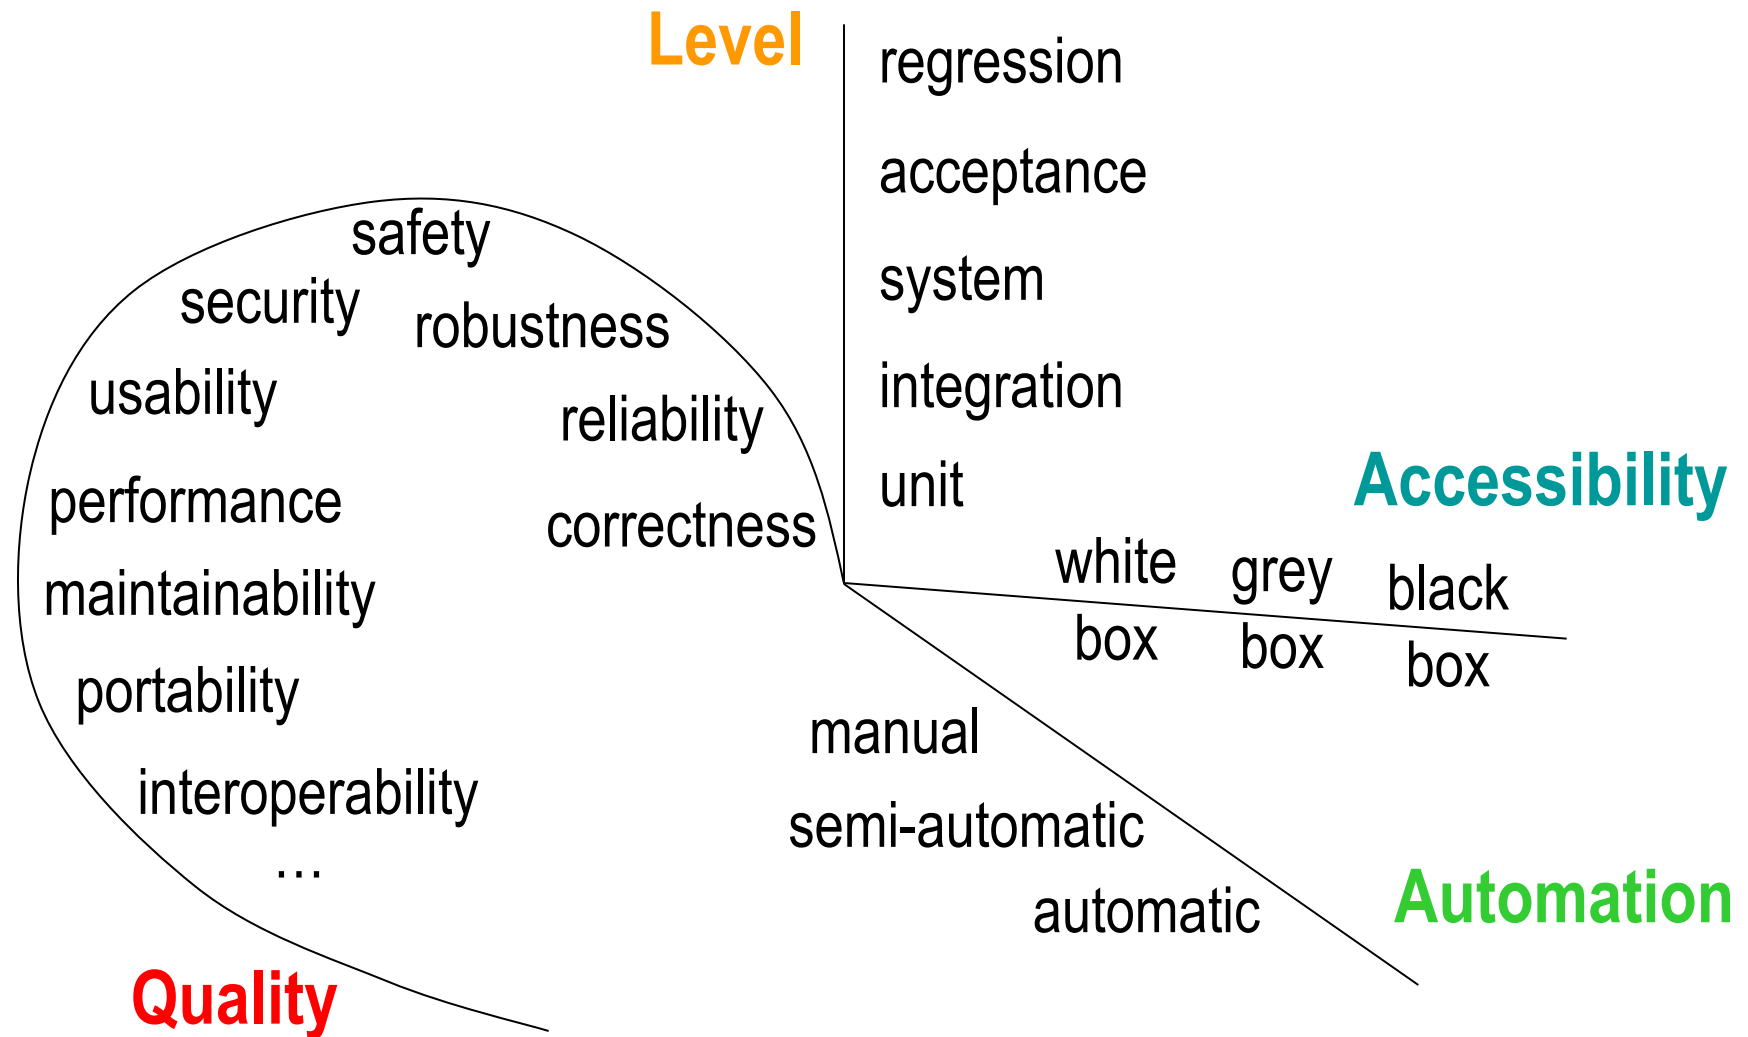 Level
regression
acceptance
system
integration
unit
Accessibility
white
box
grey
box
black
box
safety
security
robustness
usability
reliability
performance
correctness
maintainability
portability
interoperability
…
Quality
manual
semi-automatic
automatic
Automation